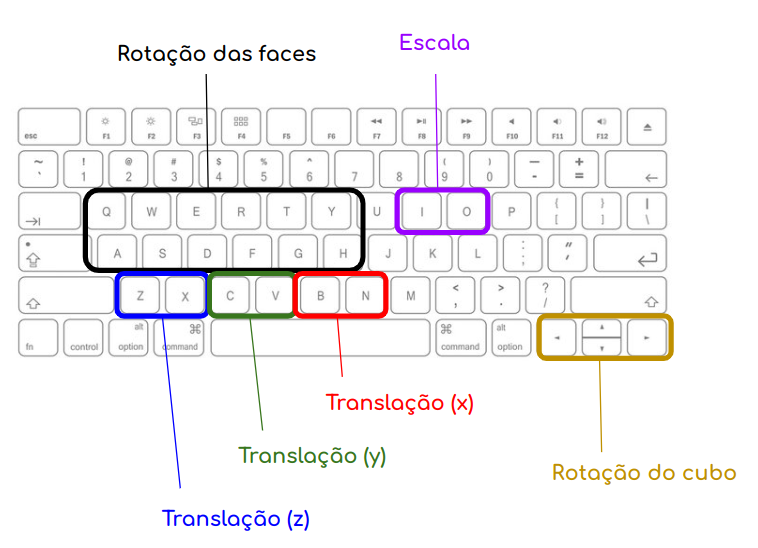 Escala
Rotação das faces
esc F1 F2 F3 F4 F5 F6 F7 F8 F9 F10 F11 F12
~ ! @ # $ % ^ ( ) — +
` 1 2 3 4 5 6 7 8 9 0 - =
Q W E R T Y U I O P { [ } ] | \
A S D F G H J K L : ; " '
Z X C V B N M < , > . ? /
alt ⌘ ⌘ alt
fn control option command command option
Translação (x)
Translação (y)
Rotação do cubo
Translação (z)